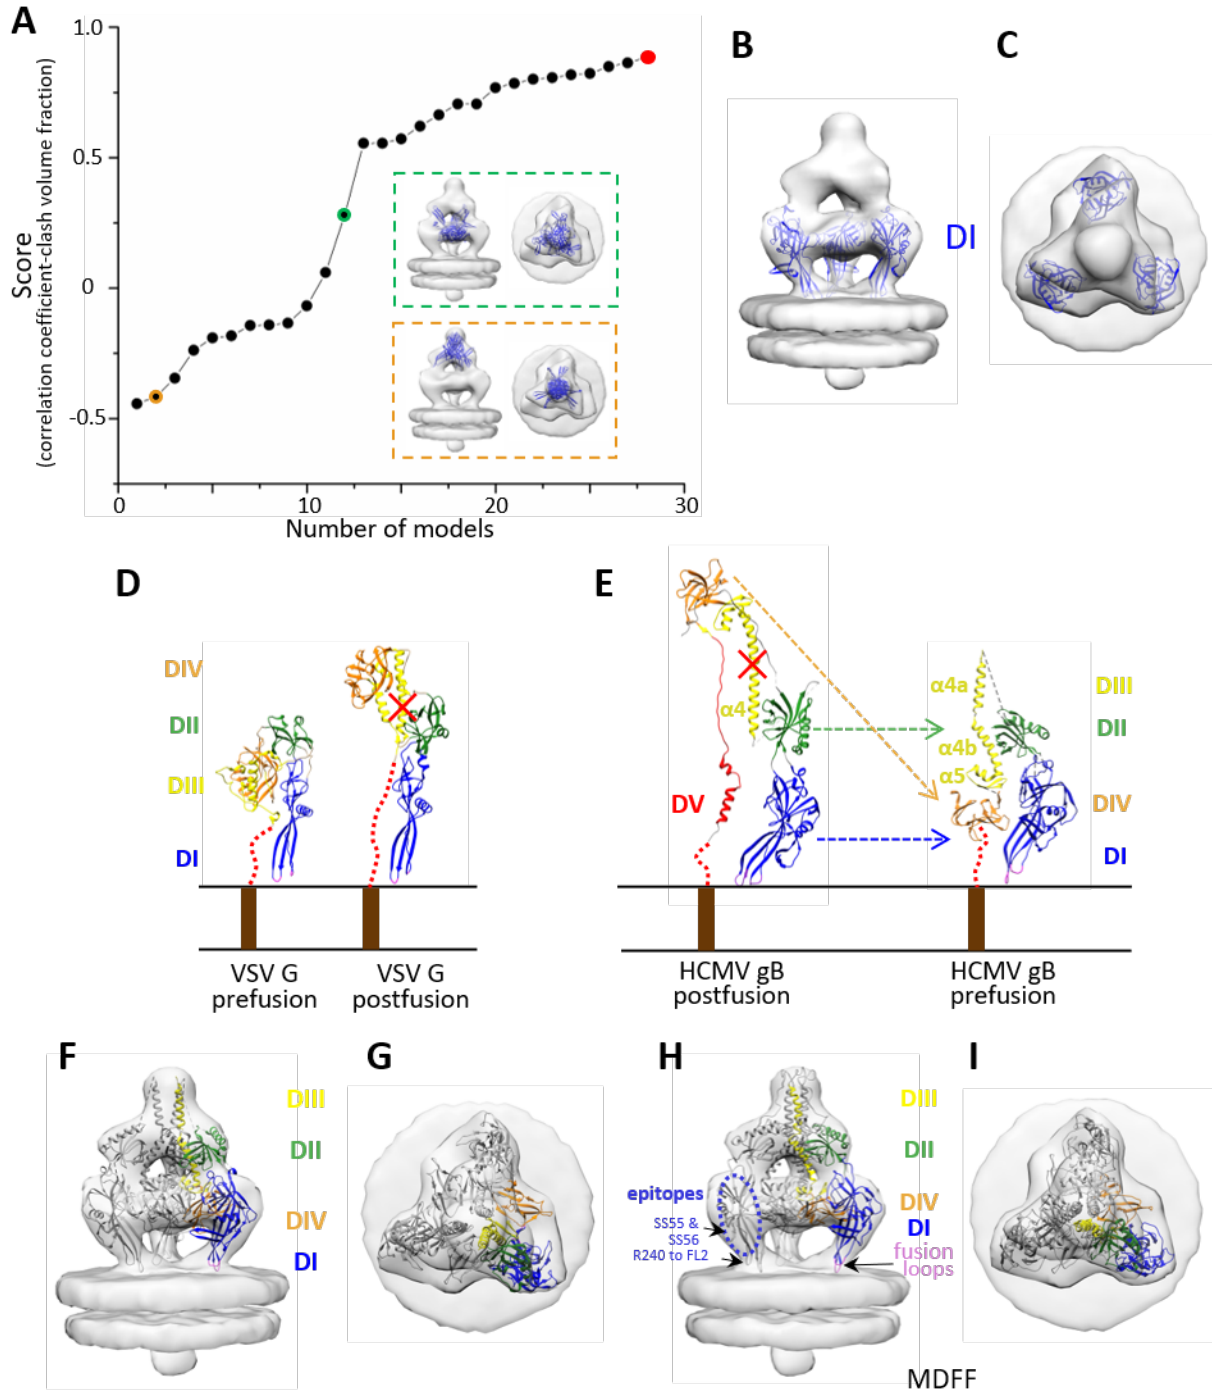 A
1.0
0.5
0
-0.5
Score
(correlation coefficient-clash volume fraction)
0
10
20
30
Number of models
B
DI
C
D
DIV
DII
DIII
DI
VSV G
prefusion
VSV G
postfusion
E
α4
DV
HCMV gB
postfusion
α4a
α4b
α5
DIII
DII
DIV
DI
HCMV gB
prefusion
F
DIII
DII
DIV
DI
G
H
DIII
DII
DIV
DI
epitopes
SS55 &
SS56
R240 to FL2
fusion
loops
MDFF
I